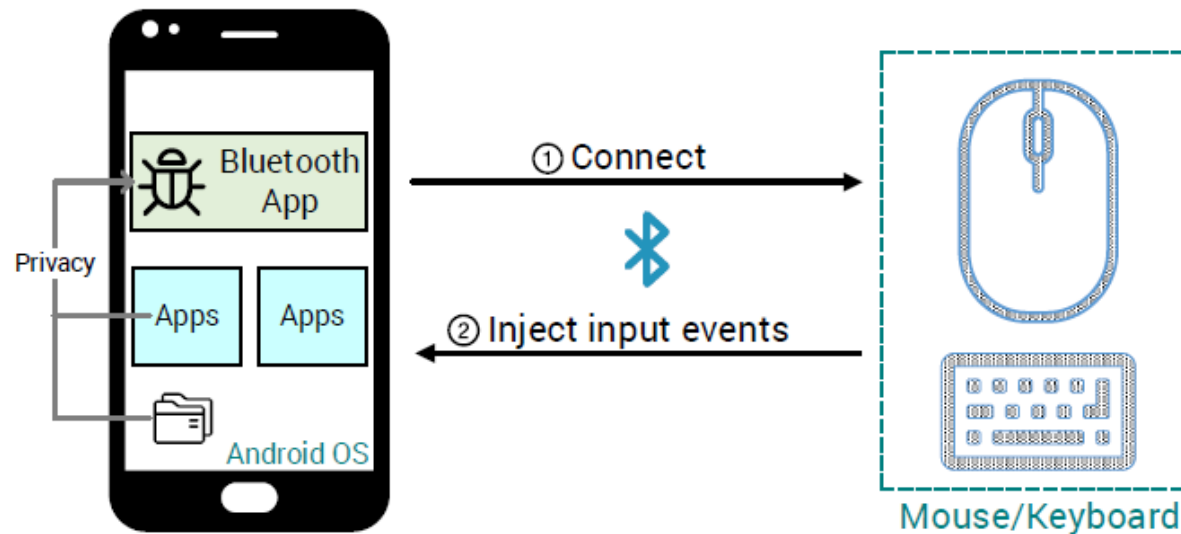 ① Connect
Bluetooth
App
Privacy
Apps
Apps
② Inject input events
Android OS
Mouse/Keyboard